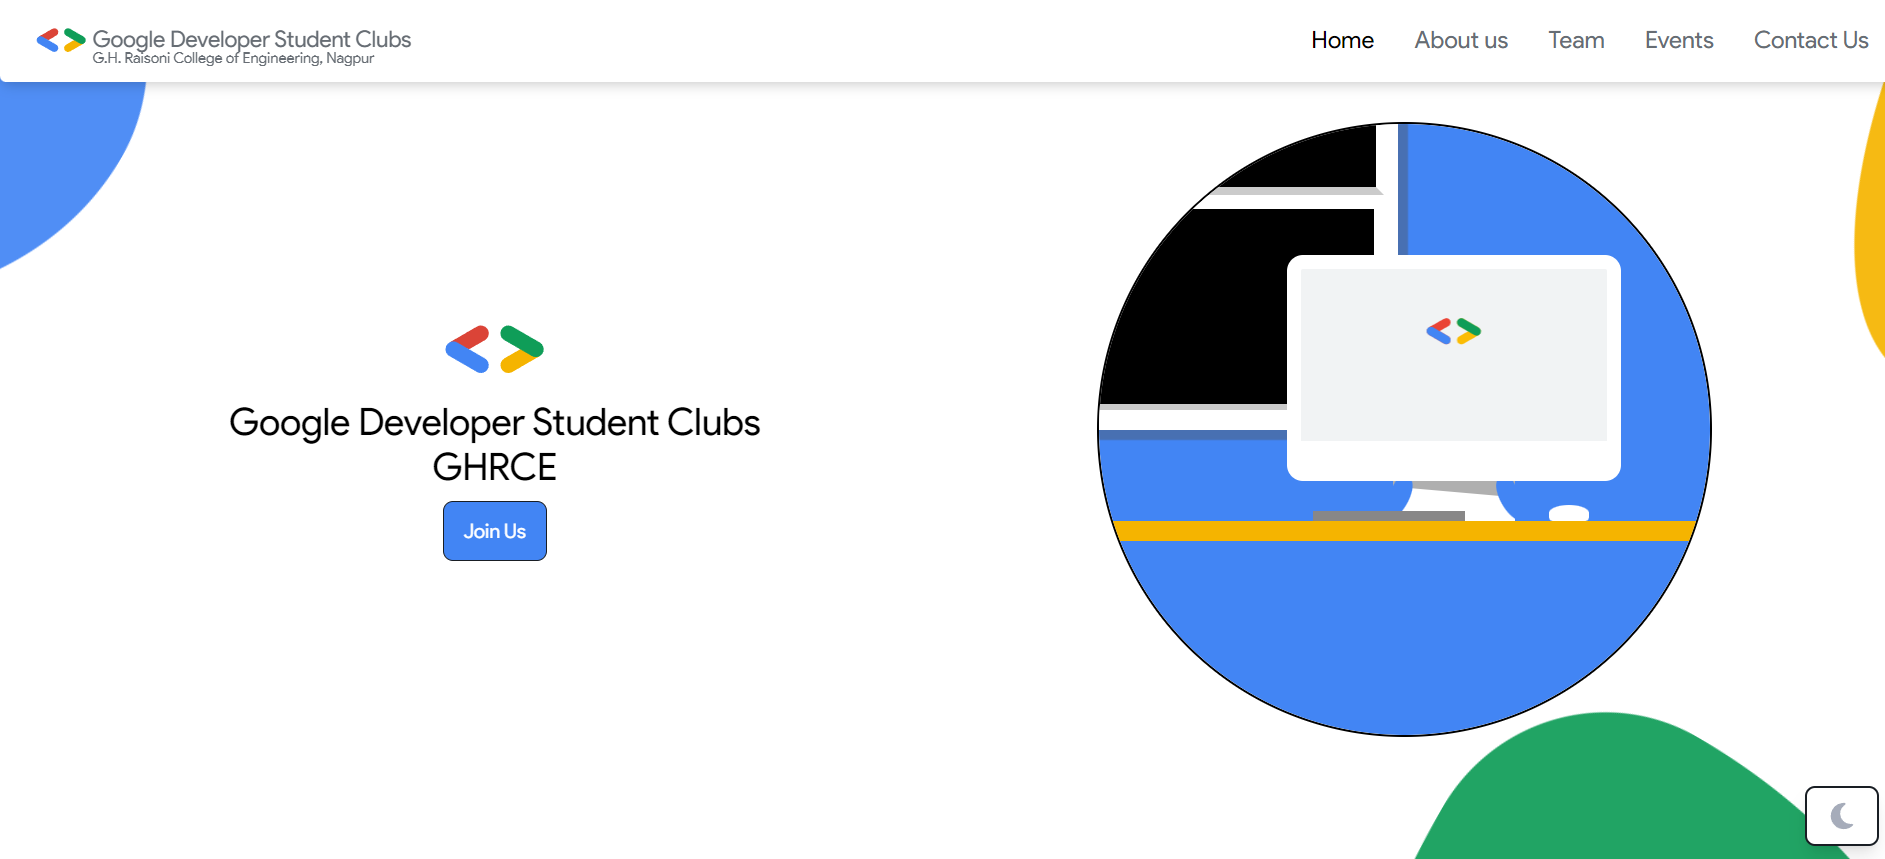 Google Developer Student Clubs
G.H. Raisoni College of Engineering, Nagpur
Home
About us
Team
Events
Contact Us
Google Developer Student Clubs
GHRCE
Join Us